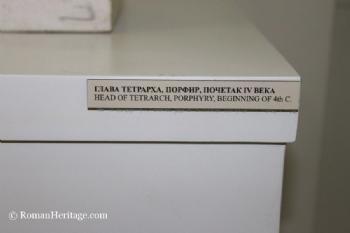 ГЛАВА ТЕТРАРХА, ПОРФИР, ПОЧЕТАК IV ВЕКА
HEAD OF TETRARCH, PORPHYRY, BEGINNING OF 4th C.
© RomanHeritage.com